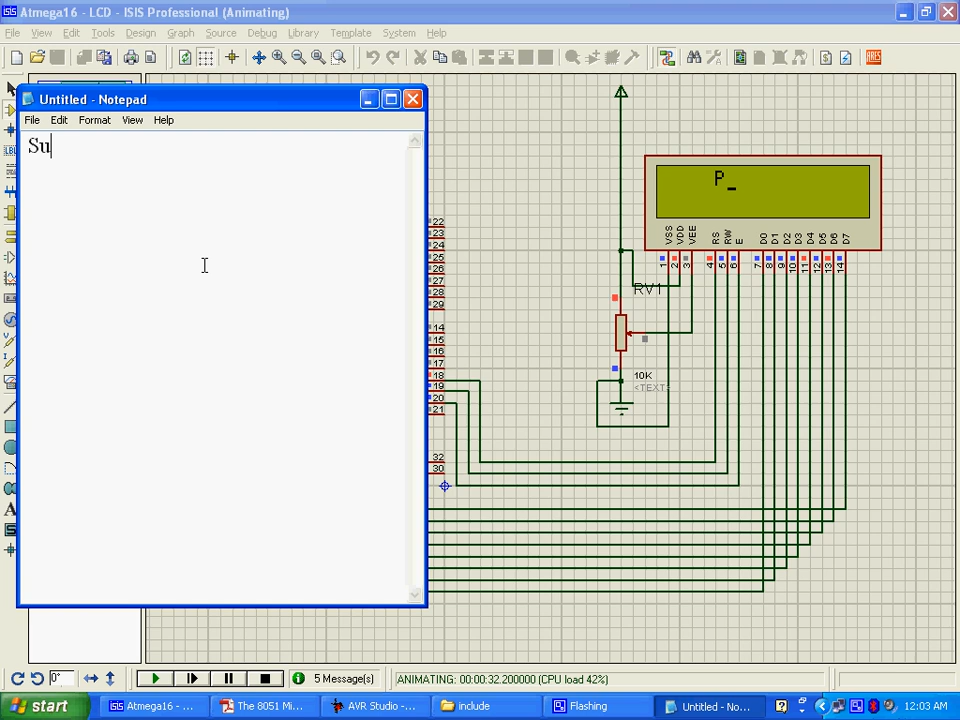 Atmega16 - LCD - ISIS Professional (Animating)
File View Edit Tools Design Graph Source Debug Library Template System Help
Untitled - Notepad
File Edit Format View Help
Su
P_
VSS VDD VEE RS RW E D0 D1 D2 D3 D4 D5 D6 D7
1 2 3 4 5 6 7 8 9 10 11 12 13 14
22
23
24
25
26
27
28
29
14
15
16
17
18
19
20
21
32
30
RV1
10K
<TEXT>
LBL
A
S
ARES
0°
5 Message(s)
ANIMATING: 00:00:32.200000 (CPU load 42%)
start
Atmega16 - ...
The 8051 Mi...
AVR Studio - ...
include
Flashing
Untitled - No...
12:03 AM